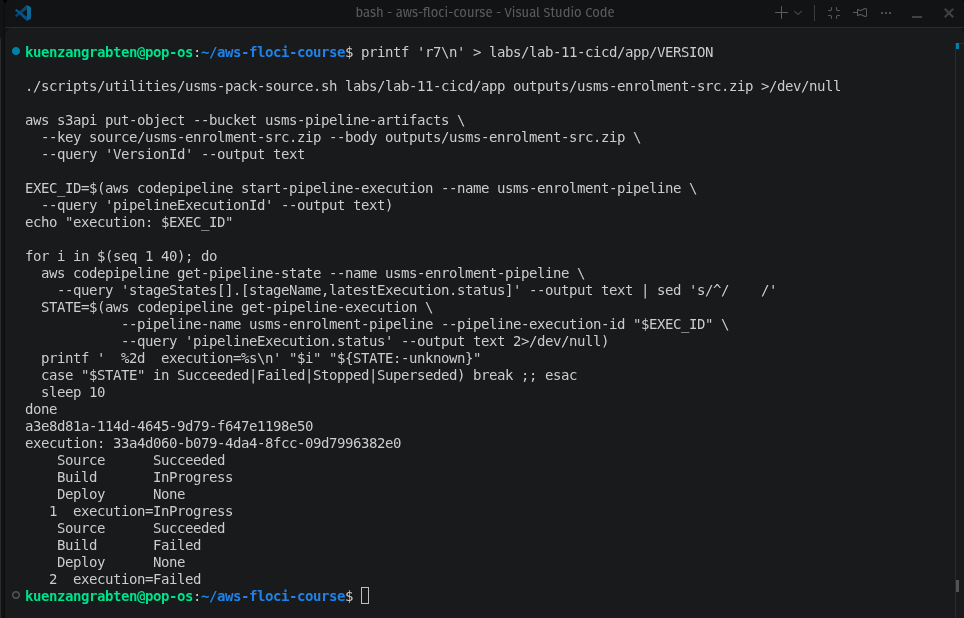 bash - aws-floci-course - Visual Studio Code
kuenzangrabten@pop-os:~/aws-floci-course$ printf 'r7\n' > labs/lab-11-cicd/app/VERSION
./scripts/utilities/usms-pack-source.sh labs/lab-11-cicd/app outputs/usms-enrolment-src.zip >/dev/null
aws s3api put-object --bucket usms-pipeline-artifacts \
  --key source/usms-enrolment-src.zip --body outputs/usms-enrolment-src.zip \
  --query 'VersionId' --output text
EXEC_ID=$(aws codepipeline start-pipeline-execution --name usms-enrolment-pipeline \
  --query 'pipelineExecutionId' --output text)
echo "execution: $EXEC_ID"
for i in $(seq 1 40); do
  aws codepipeline get-pipeline-state --name usms-enrolment-pipeline \
    --query 'stageStates[].[stageName,latestExecution.status]' --output text | sed 's/^/    /'
  STATE=$(aws codepipeline get-pipeline-execution \
            --pipeline-name usms-enrolment-pipeline --pipeline-execution-id "$EXEC_ID" \
            --query 'pipelineExecution.status' --output text 2>/dev/null)
  printf '  %2d  execution=%s\n' "$i" "${STATE:-unknown}"
  case "$STATE" in Succeeded|Failed|Stopped|Superseded) break ;; esac
  sleep 10
done
a3e8d81a-114d-4645-9d79-f647e1198e50
execution: 33a4d060-b079-4da4-8fcc-09d7996382e0
    Source      Succeeded
    Build       InProgress
    Deploy      None
   1  execution=InProgress
    Source      Succeeded
    Build       Failed
    Deploy      None
   2  execution=Failed
kuenzangrabten@pop-os:~/aws-floci-course$